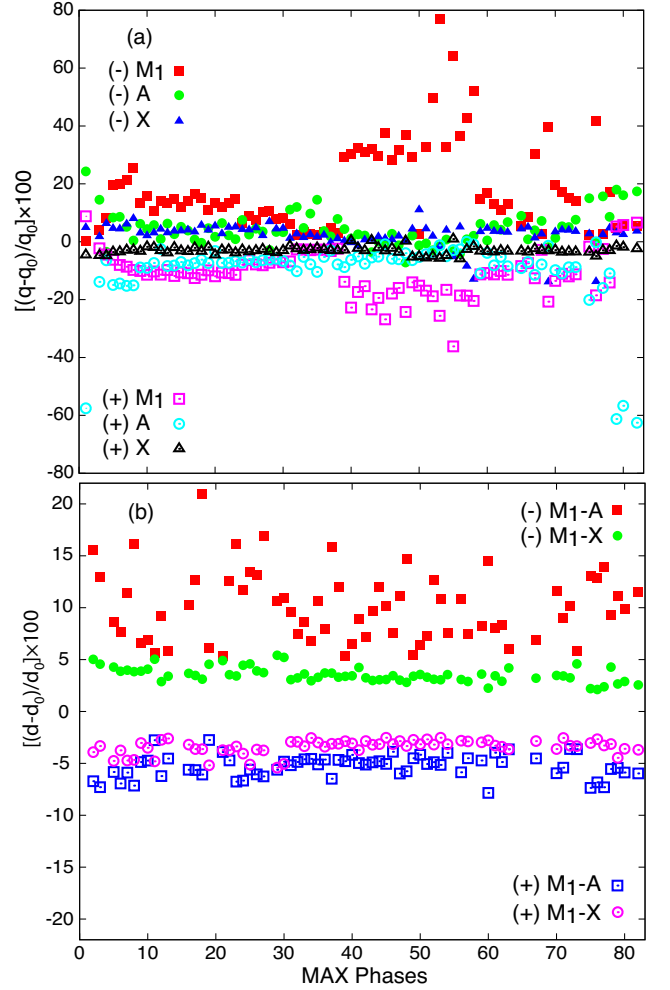 80
(a)
60
(-) M1
(-) A
40
(-) X
20
0
-20
-40
(+) M1
-60
(+) A
(+) X
-80
[(q-q0)/q0]×100
20
(b)
(-) M1-A
(-) M1-X
15
10
5
0
-5
-10
-15
(+) M1-A
(+) M1-X
-20
[(d-d0)/d0]×100
0 10 20 30 40 50 60 70 80
MAX Phases